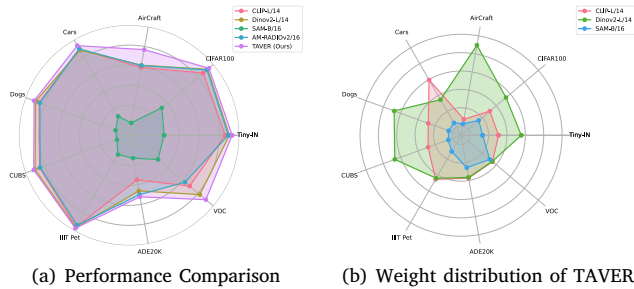 CLIP-L/14
Dinov2-L/14
SAM-B/16
AM-RADIOv2/16
TAVER (Ours)
AirCraft
Cars
CIFAR100
Dogs
Tiny-IN
CUBS
VOC
IIIT Pet
ADE20K
(a) Performance Comparison
CLIP-L/14
Dinov2-L/14
SAM-B/16
AirCraft
Cars
CIFAR100
Dogs
Tiny-IN
CUBS
VOC
IIIT Pet
ADE20K
(b) Weight distribution of TAVER